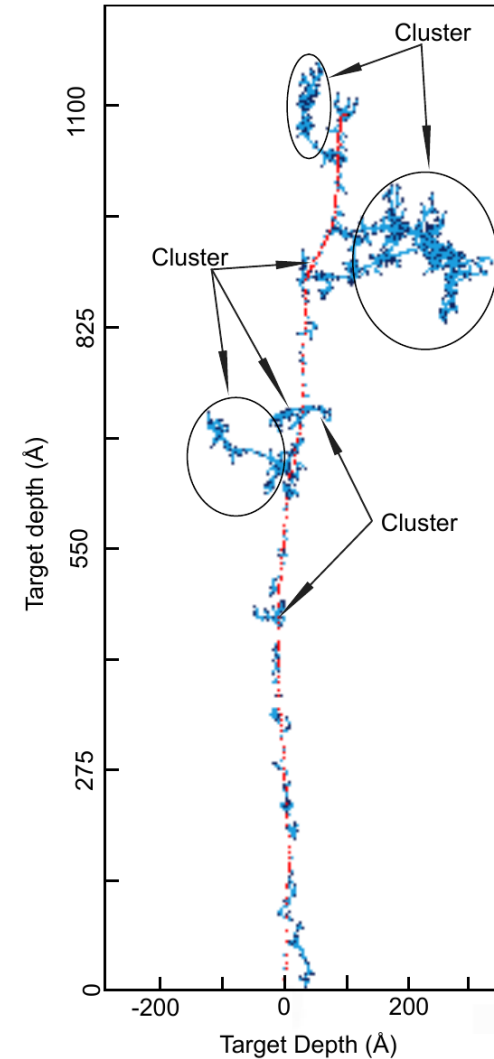 Cluster
1100
Cluster
825
Target depth (Å)
550
Cluster
275
0
-200 0 200
Target Depth (Å)